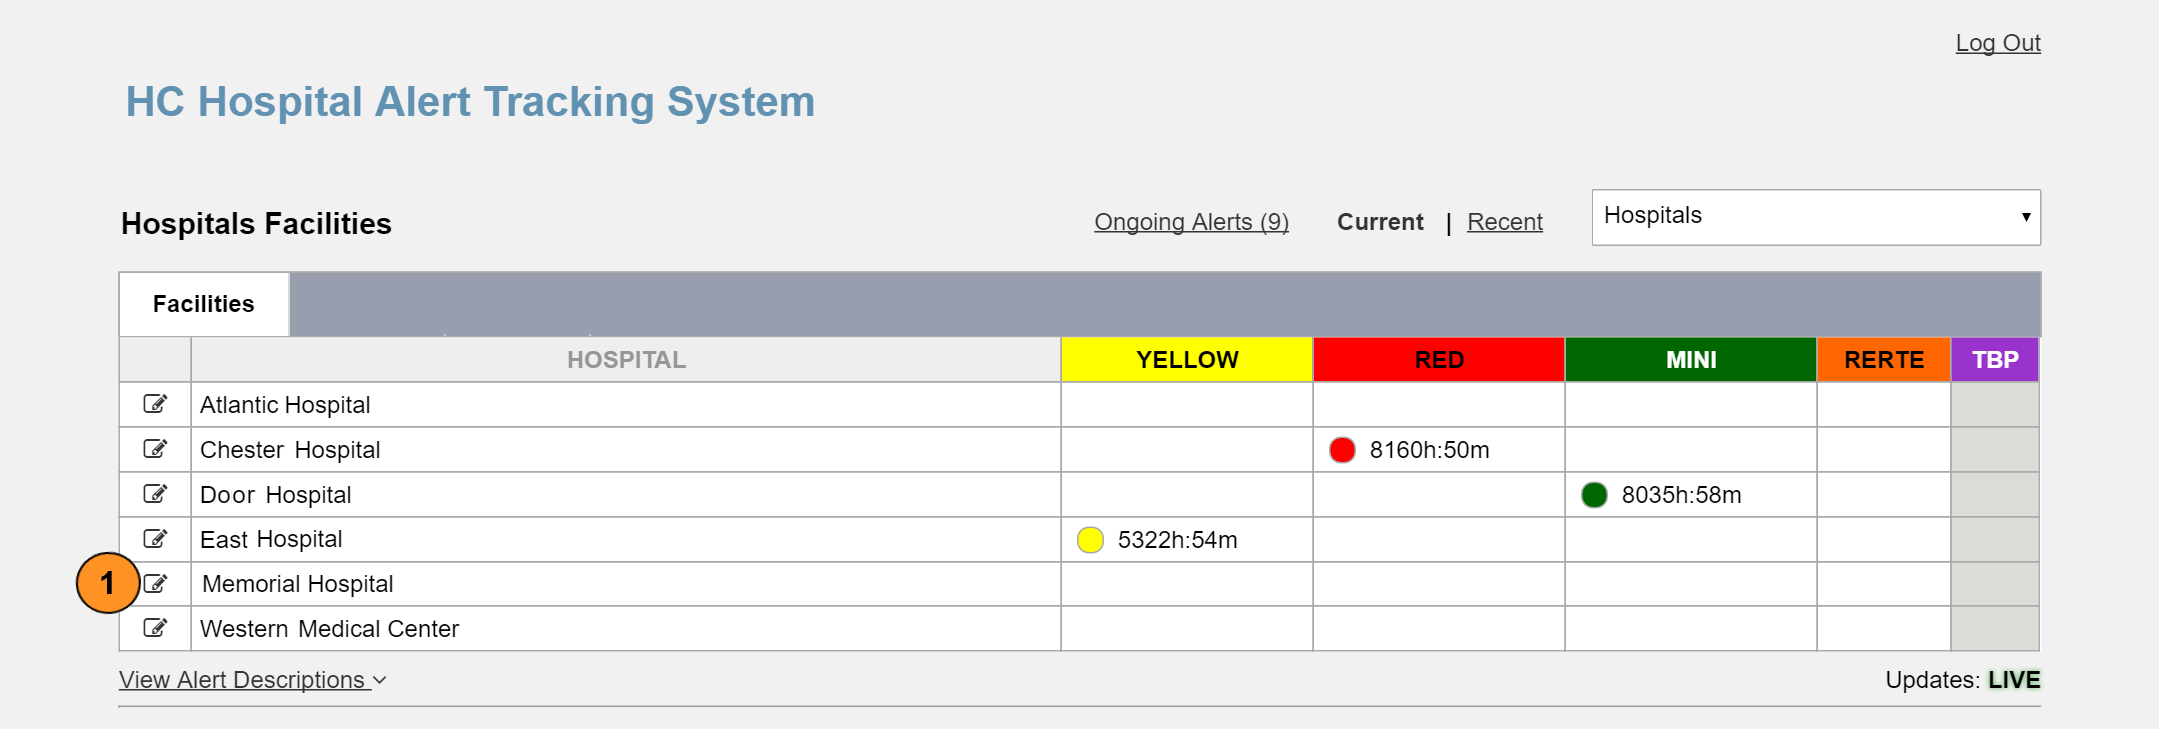 Log Out
HC Hospital Alert Tracking System
Hospitals Facilities Ongoing Alerts (9) Current | Recent Hospitals
Facilities
HOSPITAL YELLOW RED MINI RERTE TBP
Atlantic Hospital
Chester Hospital 8160h:50m
Door Hospital 8035h:58m
East Hospital 5322h:54m
1 Memorial Hospital
Western Medical Center
View Alert Descriptions Updates: LIVE